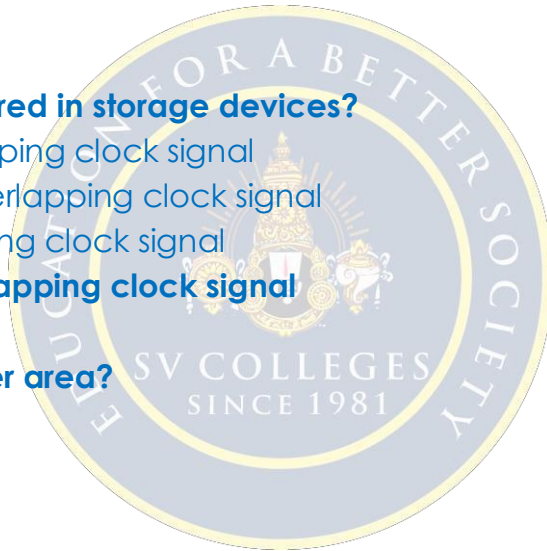 red in storage devices?
ping clock signal
erlapping clock signal
ng clock signal
apping clock signal
er area?
EDUCATION FOR A BETTER SOCIETY
SV COLLEGES
SINCE 1981